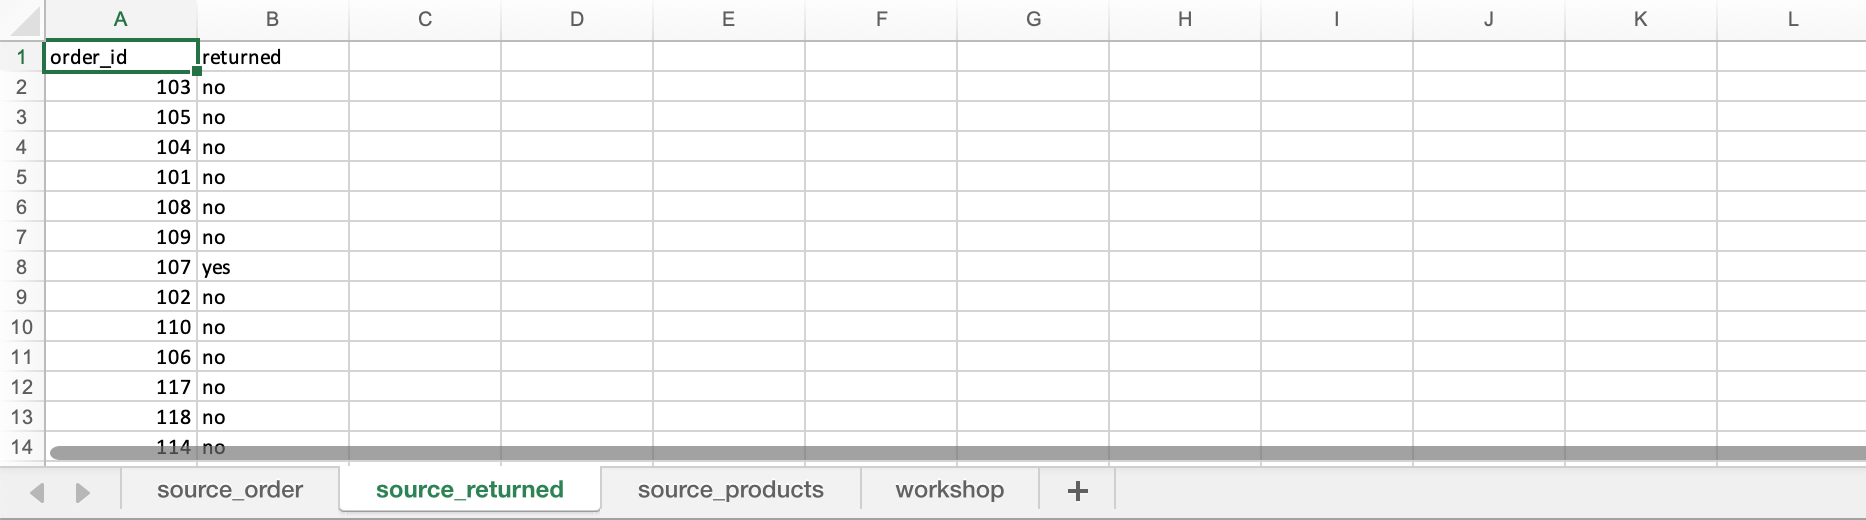 A B C D E F G H I J K L
1 order_id returned
2 103 no
3 105 no
4 104 no
5 101 no
6 108 no
7 109 no
8 107 yes
9 102 no
10 110 no
11 106 no
12 117 no
13 118 no
14 114 no
source_order source_returned source_products workshop +